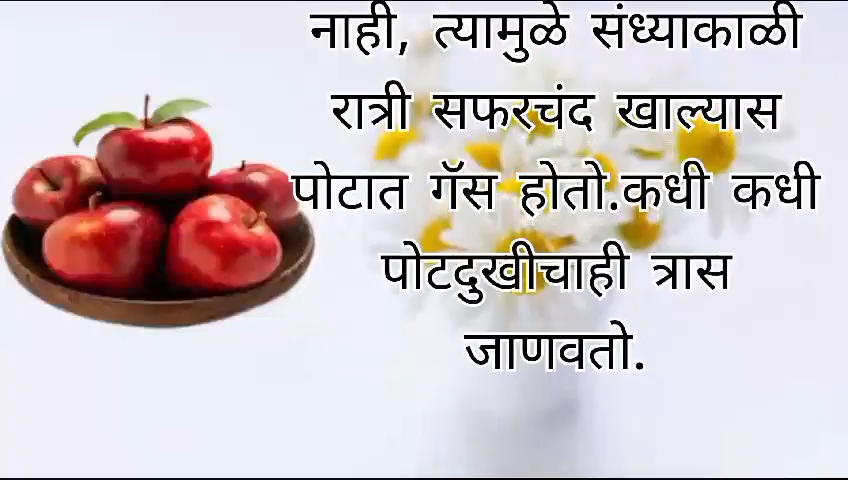 नाही, त्यामुळे संध्याकाळी
रात्री सफरचंद खाल्यास
पोटात गॅस होतो.कधी कधी
पोटदुखीचाही त्रास
जाणवतो.